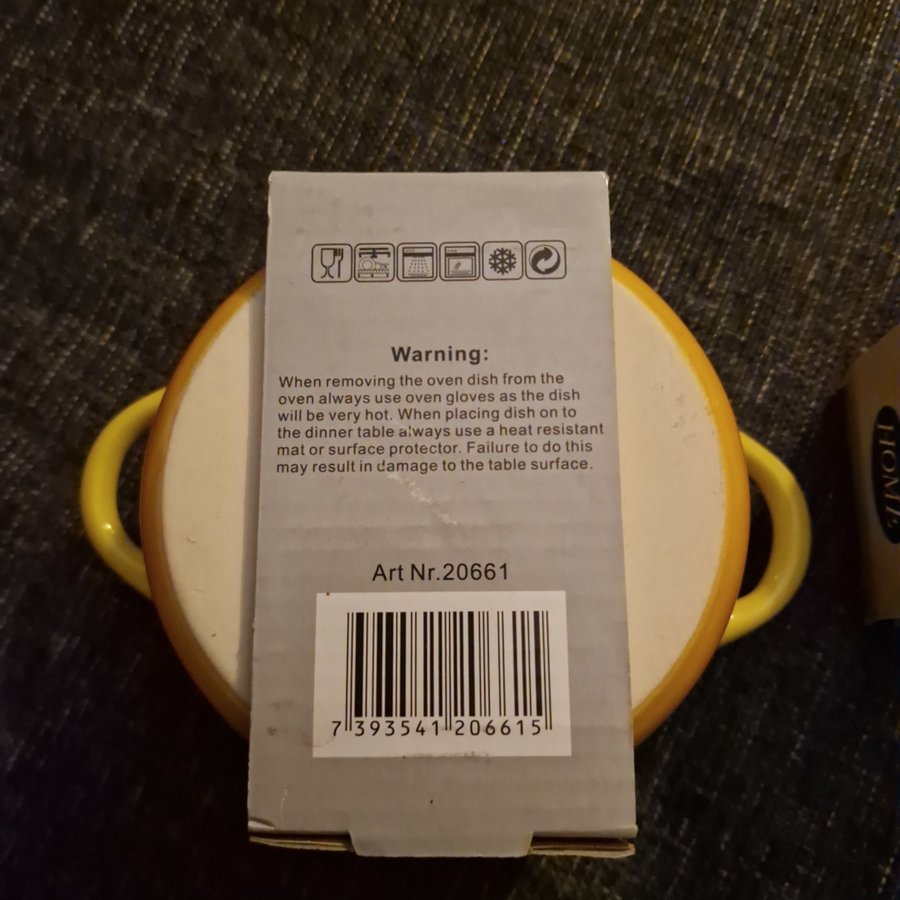 Warning:
When removing the oven dish from the
oven always use oven gloves as the dish
will be very hot. When placing dish on to
the dinner table always use a heat resistant
mat or surface protector. Failure to do this
may result in damage to the table surface.
Art Nr.20661
7 393541 206615
HOME